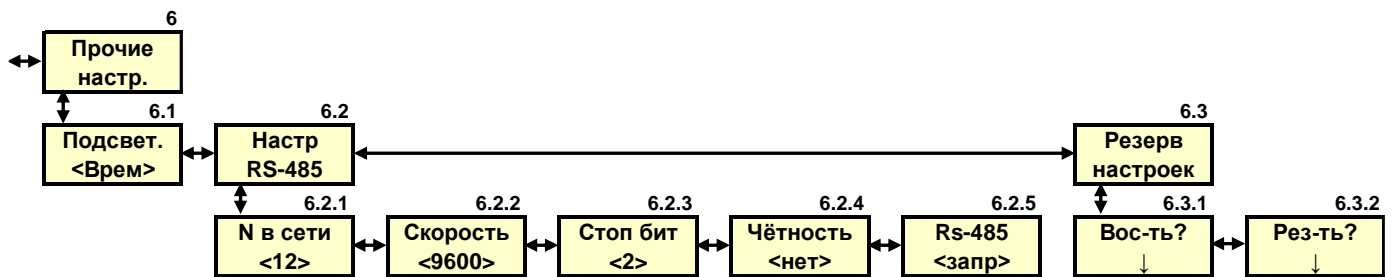 6
Прочие
настр.
6.1
Подсвет.
<Врем>
6.2
Настр
RS-485
6.3
Резерв
настроек
6.2.1
N в сети
<12>
6.2.2
Скорость
<9600>
6.2.3
Стоп бит
<2>
6.2.4
Чётность
<нет>
6.2.5
Rs-485
<запр>
6.3.1
Вос-ть?
↓
6.3.2
Рез-ть?
↓